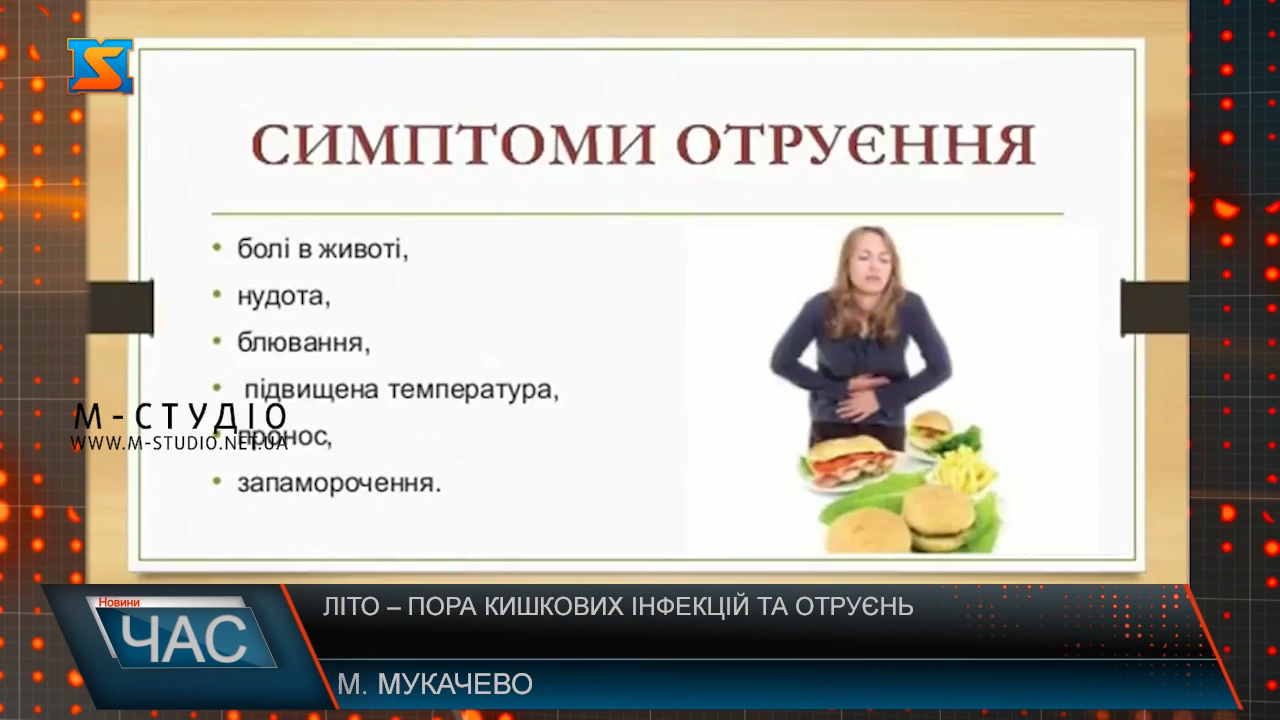 СИМПТОМИ ОТРУЄННЯ
болі в животі,
нудота,
блювання,
підвищена температура,
М-СТУДІО
пронос,
WWW.M-STUDIO.NET.UA
запаморочення.
Новини
ЧАС
ЛІТО – ПОРА КИШКОВИХ ІНФЕКЦІЙ ТА ОТРУЄНЬ
М. МУКАЧЕВО